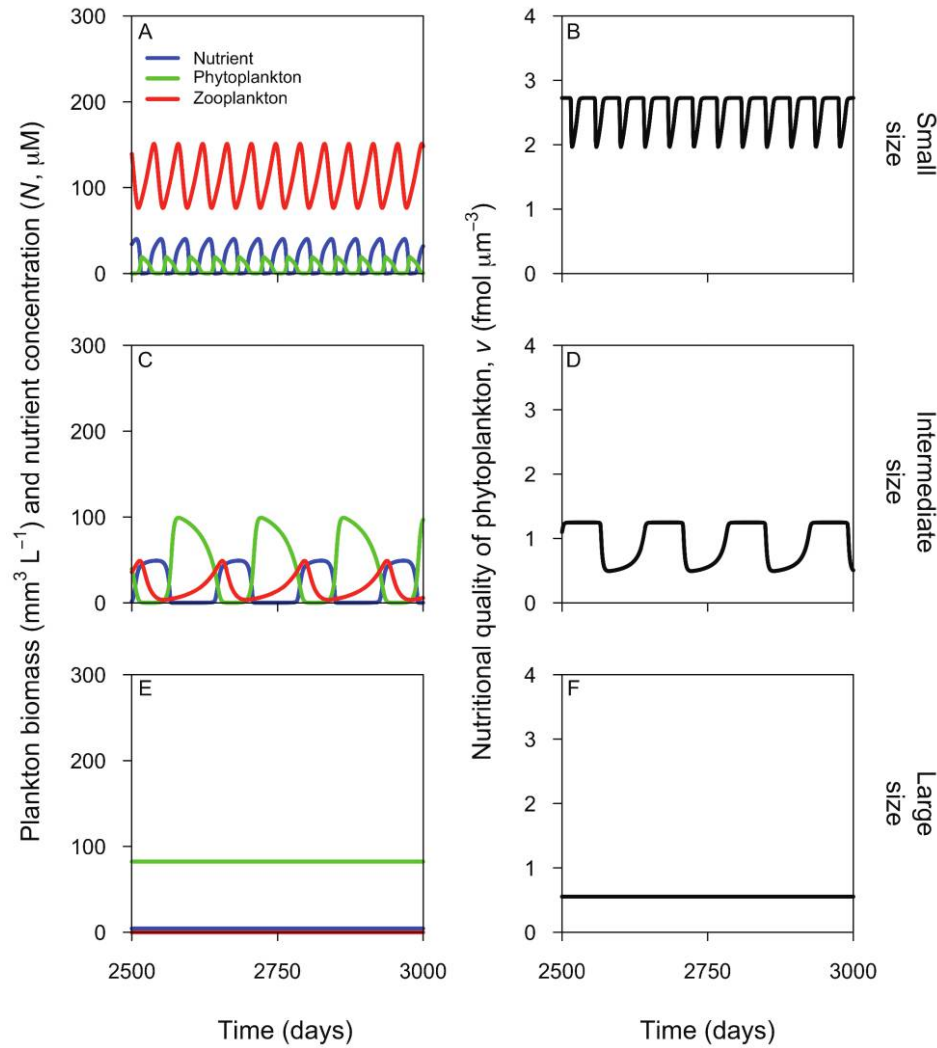 Plankton biomass (mm³ L⁻¹) and nutrient concentration (N, μM)
A
Nutrient
Phytoplankton
Zooplankton
300
200
100
0
Nutritional quality of phytoplankton, v (fmol μm⁻³)
B
4
3
2
1
0
Small
size
C
300
200
100
0
D
4
3
2
1
0
Intermediate
size
E
300
200
100
0
2500 2750 3000
Time (days)
F
4
3
2
1
0
2500 2750 3000
Time (days)
Large
size